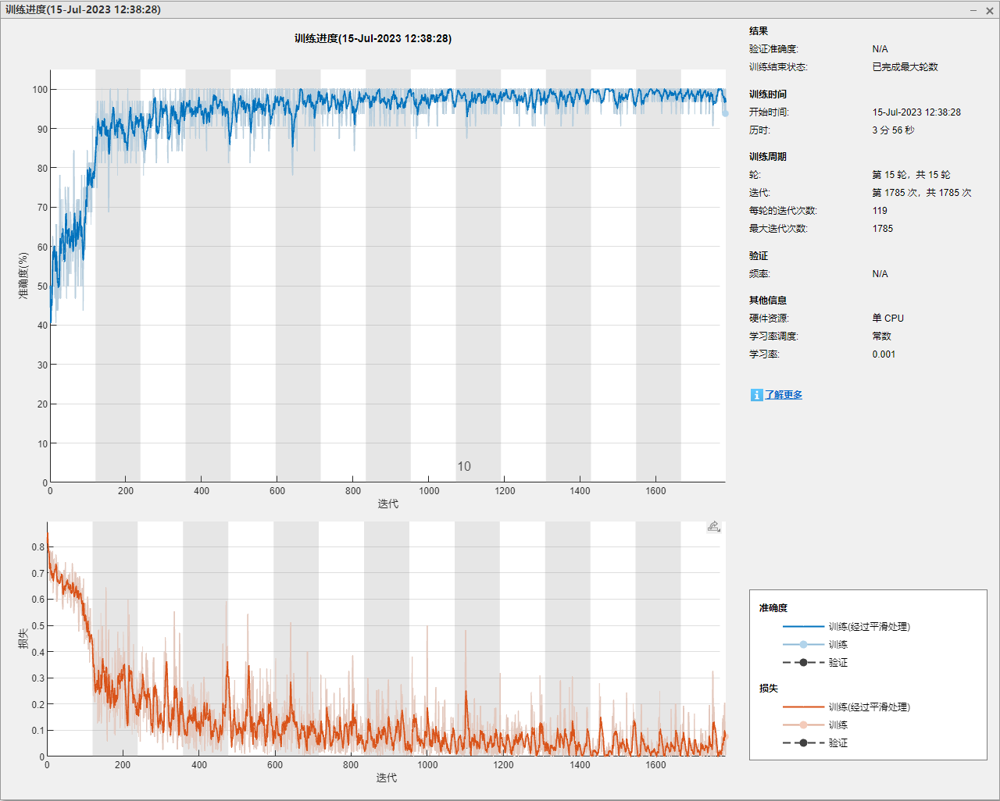 训练进度(15-Jul-2023 12:38:28)
训练进度(15-Jul-2023 12:38:28)
准确度(%)
100
90
80
70
60
50
40
30
20
10
0
10
0 200 400 600 800 1000 1200 1400 1600
迭代
损失
0.8
0.7
0.6
0.5
0.4
0.3
0.2
0.1
0
0 200 400 600 800 1000 1200 1400 1600
迭代
结果
验证准确度: N/A
训练结束状态: 已完成最大轮数
训练时间
开始时间: 15-Jul-2023 12:38:28
历时: 3 分 56 秒
训练周期
轮: 第 15 轮，共 15 轮
迭代: 第 1785 次，共 1785 次
每轮的迭代次数: 119
最大迭代次数: 1785
验证
频率: N/A
其他信息
硬件资源: 单 CPU
学习率调度: 常数
学习率: 0.001
i 了解更多
准确度
训练(经过平滑处理)
训练
验证
损失
训练(经过平滑处理)
训练
验证